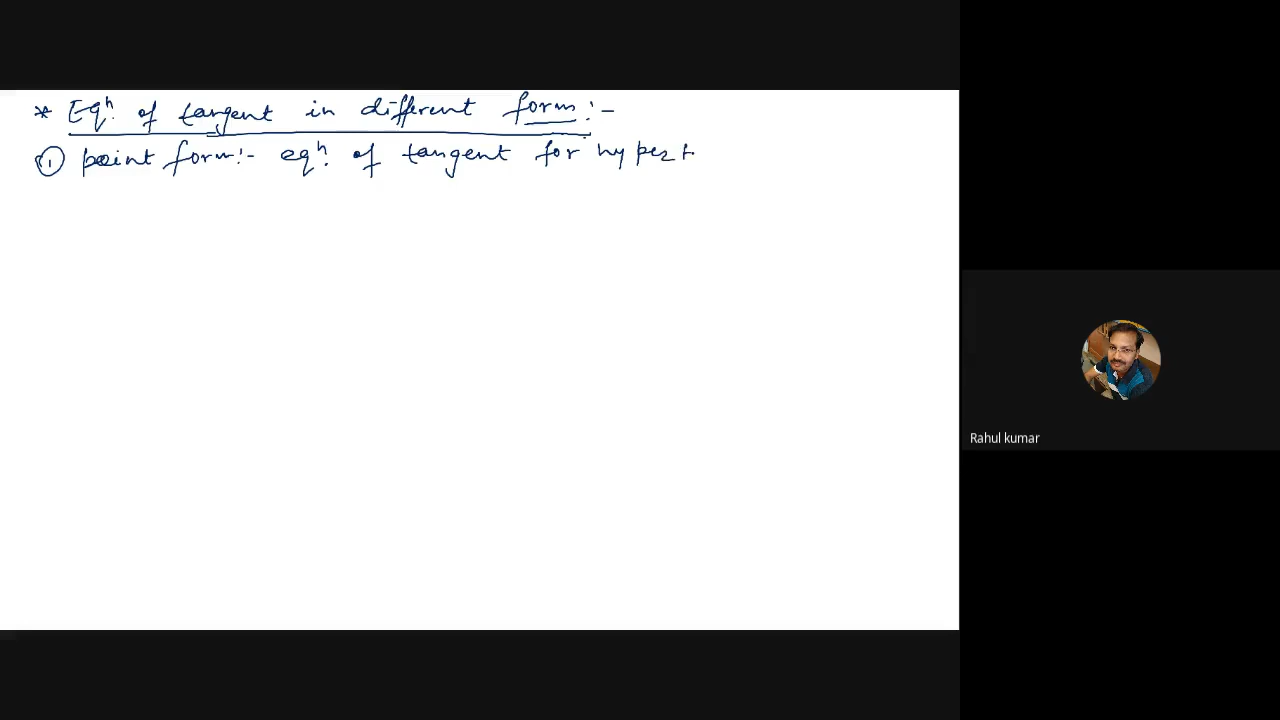 * Eqⁿ. of tangent in different form :-
① point form:- eqⁿ. of tangent for hyper
Rahul kumar